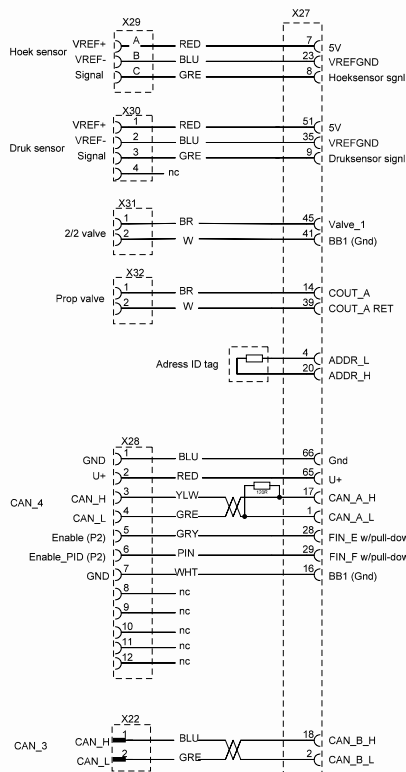 X29 X27
Hoek sensor VREF+ A RED 7 5V
VREF- B BLU 23 VREFGND
Signal C GRE 8 Hoeksensor sgnl
X30
Druk sensor VREF+ 1 RED 51 5V
VREF- 2 BLU 35 VREFGND
Signal 3 GRE 9 Druksensor signl
4 nc
X31
2/2 valve 1 BR 45 Valve_1
2 W 41 BB1 (Gnd)
X32
Prop valve 1 BR 14 COUT_A
2 W 39 COUT_A RET
Adress ID tag 4 ADDR_L
20 ADDR_H
X28
GND 1 BLU 66 Gnd
U+ 2 RED 65 U+
CAN_4 CAN_H 3 YLW 120R 17 CAN_A_H
CAN_L 4 GRE 1 CAN_A_L
Enable (P2) 5 GRY 28 FIN_E w/pull-dow
Enable_PID (P2) 6 PIN 29 FIN_F w/pull-dow
GND 7 WHT 16 BB1 (Gnd)
8 nc
9 nc
10 nc
11 nc
12 nc
X22
CAN_3 CAN_H 1 BLU 18 CAN_B_H
CAN_L 2 GRE 2 CAN_B_L